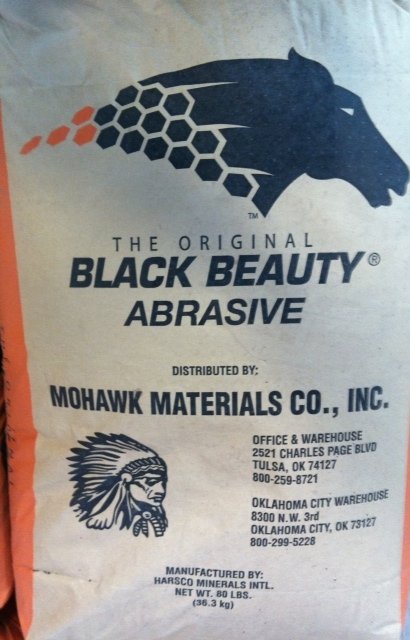 TM
THE ORIGINAL
BLACK BEAUTY®
ABRASIVE
DISTRIBUTED BY:
MOHAWK MATERIALS CO., INC.
OFFICE & WAREHOUSE
2521 CHARLES PAGE BLVD
TULSA, OK 74127
800-259-8721
OKLAHOMA CITY WAREHOUSE
8300 N.W. 3rd
OKLAHOMA CITY, OK 73127
800-299-5228
MANUFACTURED BY:
HARSCO MINERALS INTL.
NET WT. 80 LBS.
(36.3 kg)